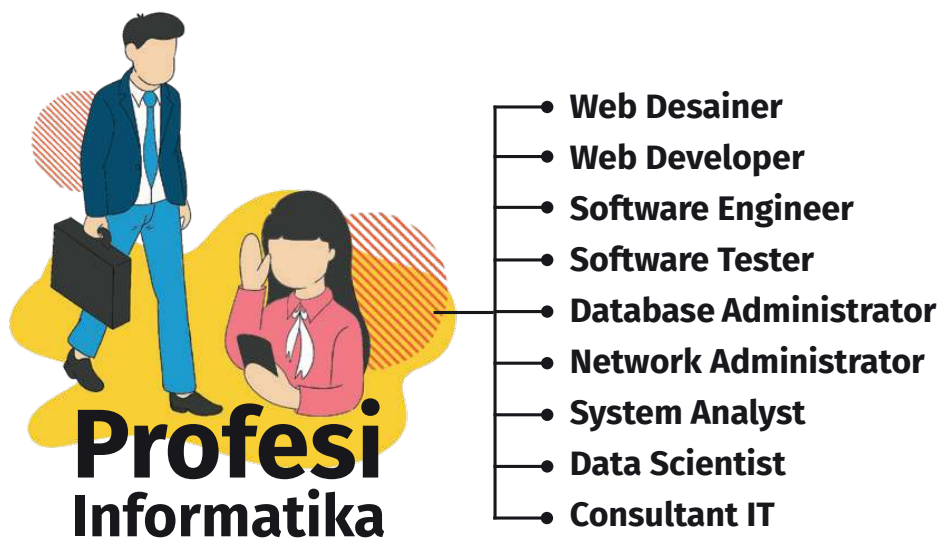 Profesi
Informatika
Web Desainer
Web Developer
Software Engineer
Software Tester
Database Administrator
Network Administrator
System Analyst
Data Scientist
Consultant IT